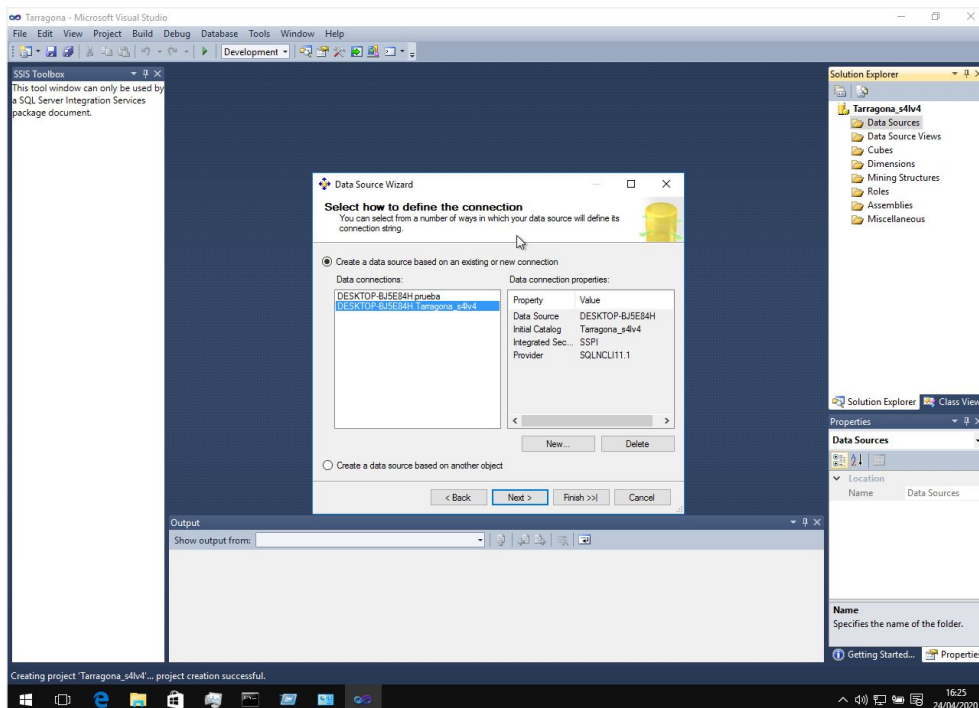 Tarragona - Microsoft Visual Studio
File Edit View Project Build Debug Database Tools Window Help
Development
SSIS Toolbox
This tool window can only be used by
a SQL Server Integration Services
package document.
Data Source Wizard
Select how to define the connection
You can select from a number of ways in which your data source will define its
connection string.
Create a data source based on an existing or new connection
Data connections:
DESKTOP-BJ5E84H.prueba
DESKTOP-BJ5E84H.Tarragona_s4lv4
Data connection properties:
Property Value
Data Source DESKTOP-BJ5E84H
Initial Catalog Tarragona_s4lv4
Integrated Sec... SSPI
Provider SQLNCLI11.1
New... Delete
Create a data source based on another object
< Back Next > Finish >>| Cancel
Output
Show output from:
Solution Explorer
Tarragona_s4lv4
Data Sources
Data Source Views
Cubes
Dimensions
Mining Structures
Roles
Assemblies
Miscellaneous
Solution Explorer Class View
Properties
Data Sources
Location
Name Data Sources
Name
Specifies the name of the folder.
Getting Started... Properties
Creating project 'Tarragona_s4lv4'... project creation successful.
16:25
24/04/2020